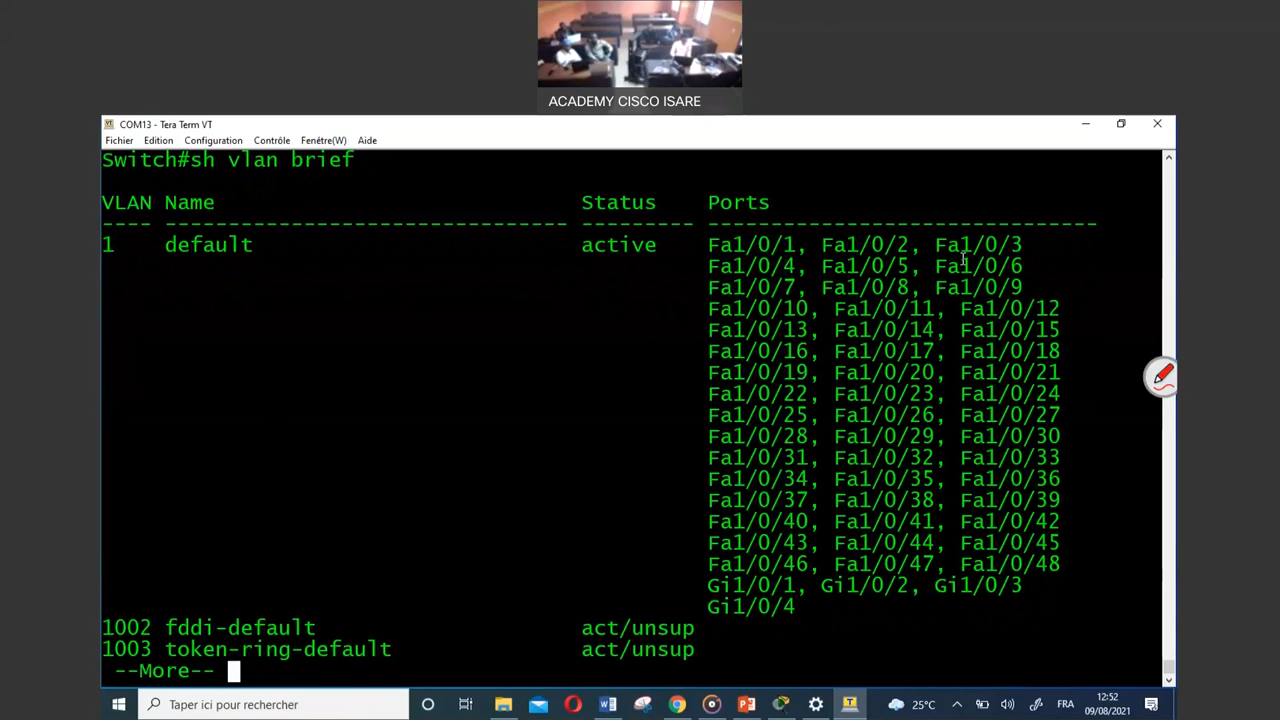 ACADEMY CISCO ISARE
COM13 - Tera Term VT
Fichier Edition Configuration Contrôle Fenêtre(W) Aide
Switch#sh vlan brief
VLAN Name Status Ports
---- -------------------------------- --------- -------------------------------
1 default active Fa1/0/1, Fa1/0/2, Fa1/0/3
Fa1/0/4, Fa1/0/5, Fa1/0/6
Fa1/0/7, Fa1/0/8, Fa1/0/9
Fa1/0/10, Fa1/0/11, Fa1/0/12
Fa1/0/13, Fa1/0/14, Fa1/0/15
Fa1/0/16, Fa1/0/17, Fa1/0/18
Fa1/0/19, Fa1/0/20, Fa1/0/21
Fa1/0/22, Fa1/0/23, Fa1/0/24
Fa1/0/25, Fa1/0/26, Fa1/0/27
Fa1/0/28, Fa1/0/29, Fa1/0/30
Fa1/0/31, Fa1/0/32, Fa1/0/33
Fa1/0/34, Fa1/0/35, Fa1/0/36
Fa1/0/37, Fa1/0/38, Fa1/0/39
Fa1/0/40, Fa1/0/41, Fa1/0/42
Fa1/0/43, Fa1/0/44, Fa1/0/45
Fa1/0/46, Fa1/0/47, Fa1/0/48
Gi1/0/1, Gi1/0/2, Gi1/0/3
Gi1/0/4
1002 fddi-default act/unsup
1003 token-ring-default act/unsup
--More--
Taper ici pour rechercher 25°C FRA 12:52
09/08/2021